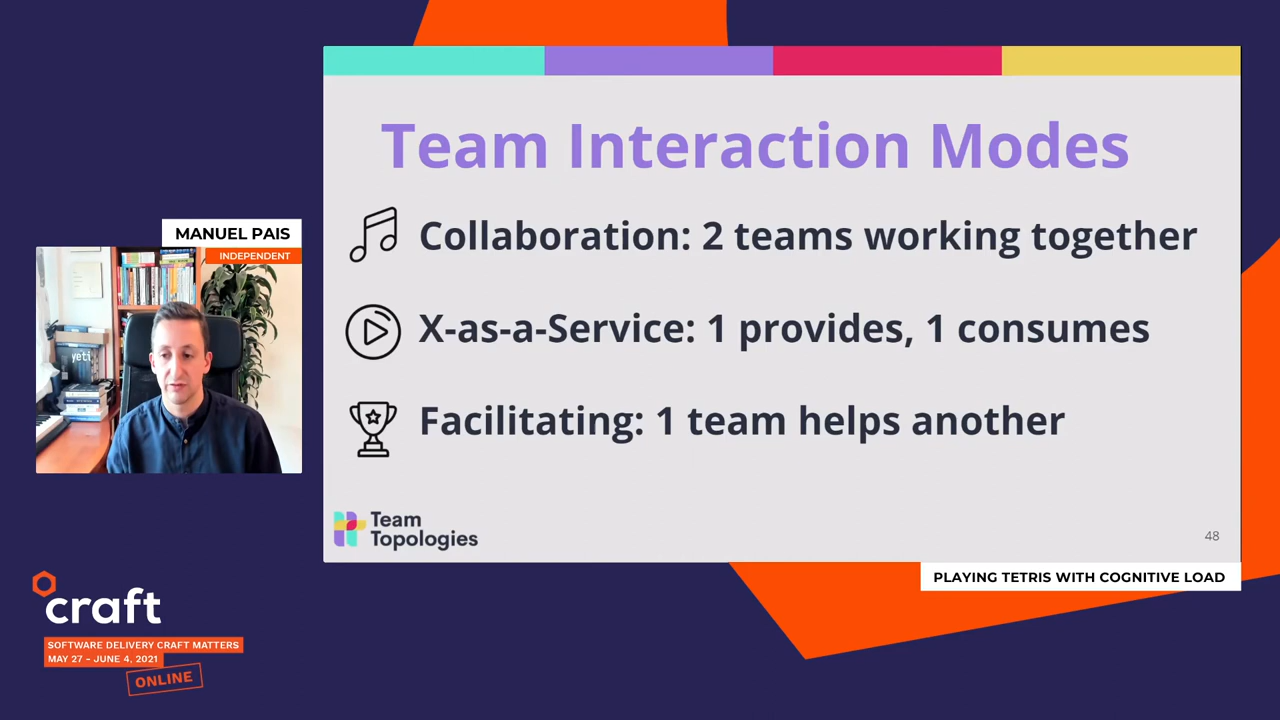 Team Interaction Modes
Collaboration: 2 teams working together
X-as-a-Service: 1 provides, 1 consumes
Facilitating: 1 team helps another
Team
Topologies
48
MANUEL PAIS
INDEPENDENT
yeti
PLAYING TETRIS WITH COGNITIVE LOAD
craft
SOFTWARE DELIVERY CRAFT MATTERS
MAY 27 - JUNE 4, 2021
ONLINE